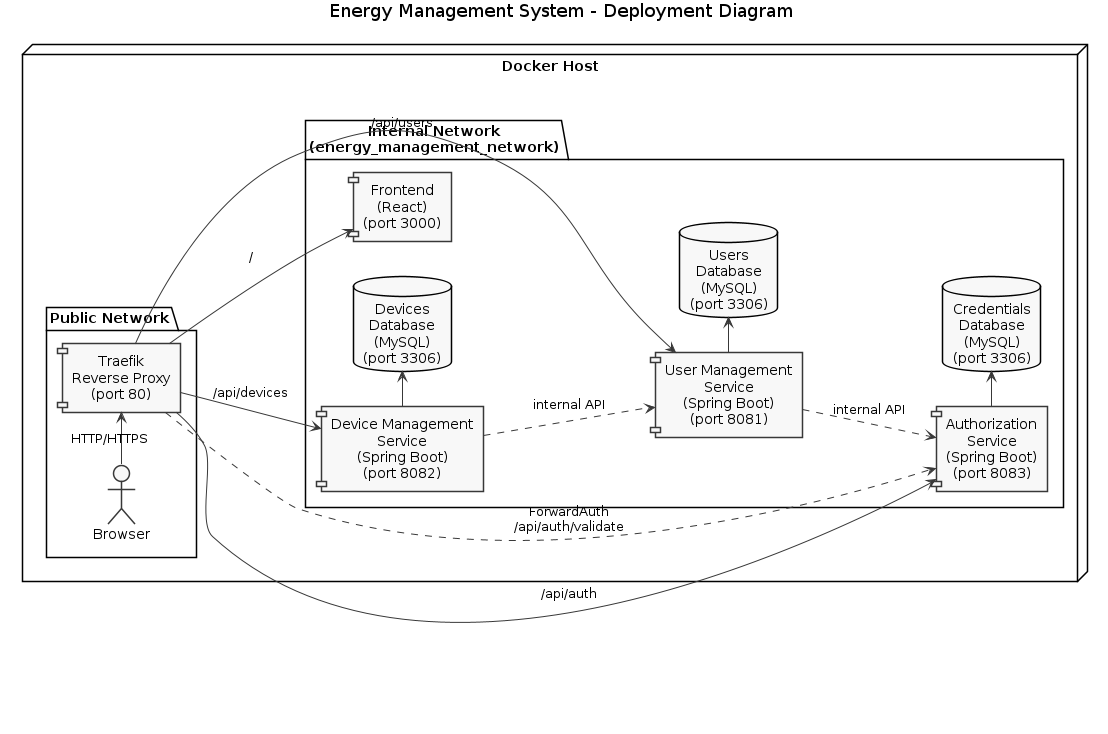 Energy Management System - Deployment Diagram
Docker Host
/api/users
Internal Network
(energy_management_network)
Frontend
(React)
(port 3000)
/
Users
Database
(MySQL)
(port 3306)
Devices
Database
(MySQL)
(port 3306)
Credentials
Database
(MySQL)
(port 3306)
Public Network
Traefik
Reverse Proxy
(port 80)
/api/devices
User Management
Service
(Spring Boot)
(port 8081)
internal API
internal API
Device Management
Service
(Spring Boot)
(port 8082)
Authorization
Service
(Spring Boot)
(port 8083)
HTTP/HTTPS
Browser
ForwardAuth
/api/auth/validate
/api/auth